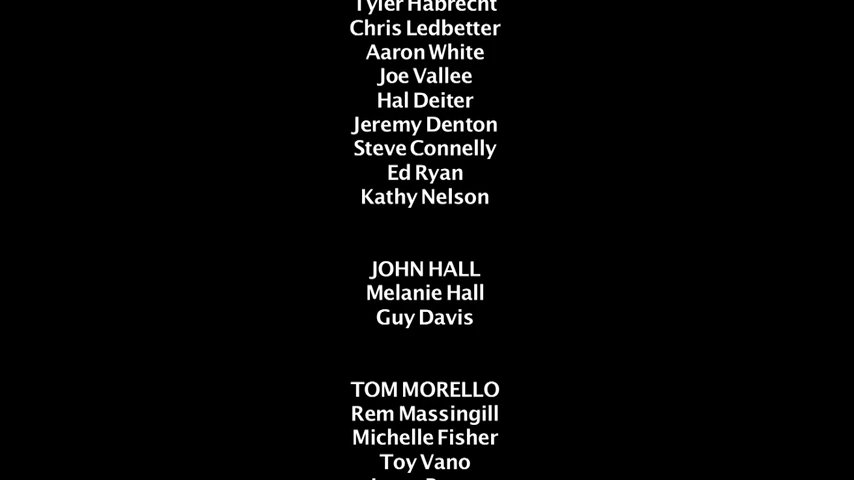 Tyler Habrecht
Chris Ledbetter
Aaron White
Joe Vallee
Hal Deiter
Jeremy Denton
Steve Connelly
Ed Ryan
Kathy Nelson
JOHN HALL
Melanie Hall
Guy Davis
TOM MORELLO
Rem Massingill
Michelle Fisher
Toy Vano